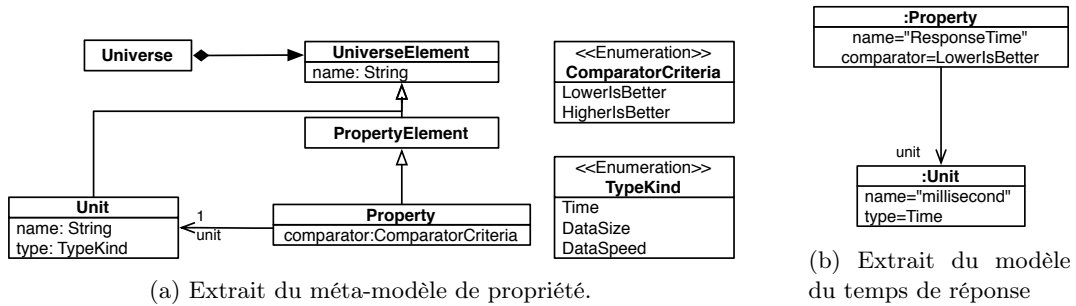 Universe
UniverseElement
name: String
PropertyElement
Unit
name: String
type: TypeKind
1
unit
Property
comparator:ComparatorCriteria
<<Enumeration>>
ComparatorCriteria
LowerIsBetter
HigherIsBetter
<<Enumeration>>
TypeKind
Time
DataSize
DataSpeed
(a) Extrait du méta-modèle de propriété.
:Property
name="ResponseTime"
comparator=LowerIsBetter
unit
:Unit
name="millisecond"
type=Time
(b) Extrait du modèle
du temps de réponse